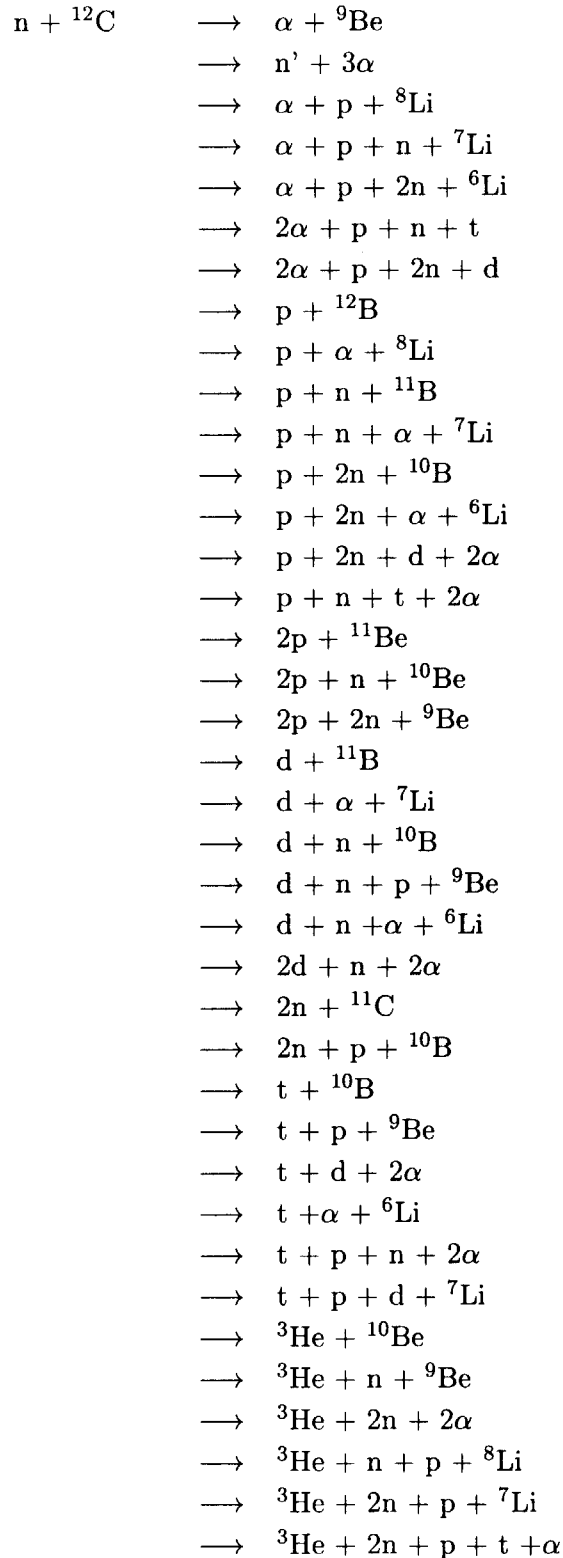 n + ¹²C ⟶ α + ⁹Be
⟶ n' + 3α
⟶ α + p + ⁸Li
⟶ α + p + n + ⁷Li
⟶ α + p + 2n + ⁶Li
⟶ 2α + p + n + t
⟶ 2α + p + 2n + d
⟶ p + ¹²B
⟶ p + α + ⁸Li
⟶ p + n + ¹¹B
⟶ p + n + α + ⁷Li
⟶ p + 2n + ¹⁰B
⟶ p + 2n + α + ⁶Li
⟶ p + 2n + d + 2α
⟶ p + n + t + 2α
⟶ 2p + ¹¹Be
⟶ 2p + n + ¹⁰Be
⟶ 2p + 2n + ⁹Be
⟶ d + ¹¹B
⟶ d + α + ⁷Li
⟶ d + n + ¹⁰B
⟶ d + n + p + ⁹Be
⟶ d + n +α + ⁶Li
⟶ 2d + n + 2α
⟶ 2n + ¹¹C
⟶ 2n + p + ¹⁰B
⟶ t + ¹⁰B
⟶ t + p + ⁹Be
⟶ t + d + 2α
⟶ t +α + ⁶Li
⟶ t + p + n + 2α
⟶ t + p + d + ⁷Li
⟶ ³He + ¹⁰Be
⟶ ³He + n + ⁹Be
⟶ ³He + 2n + 2α
⟶ ³He + n + p + ⁸Li
⟶ ³He + 2n + p + ⁷Li
⟶ ³He + 2n + p + t +α